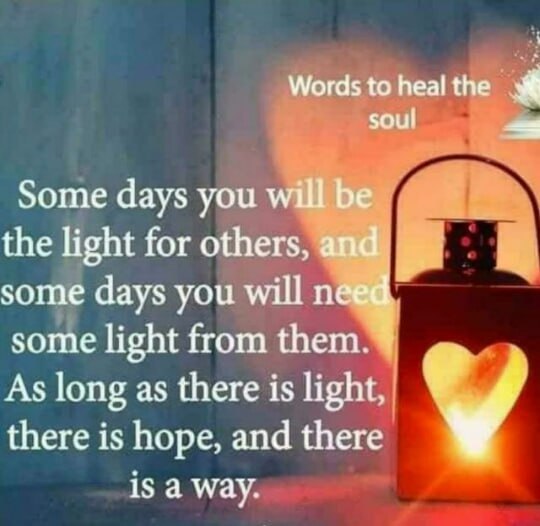 Words to heal the
soul
Some days you will be
the light for others, and
some days you will need
some light from them.
As long as there is light,
there is hope, and there
is a way.